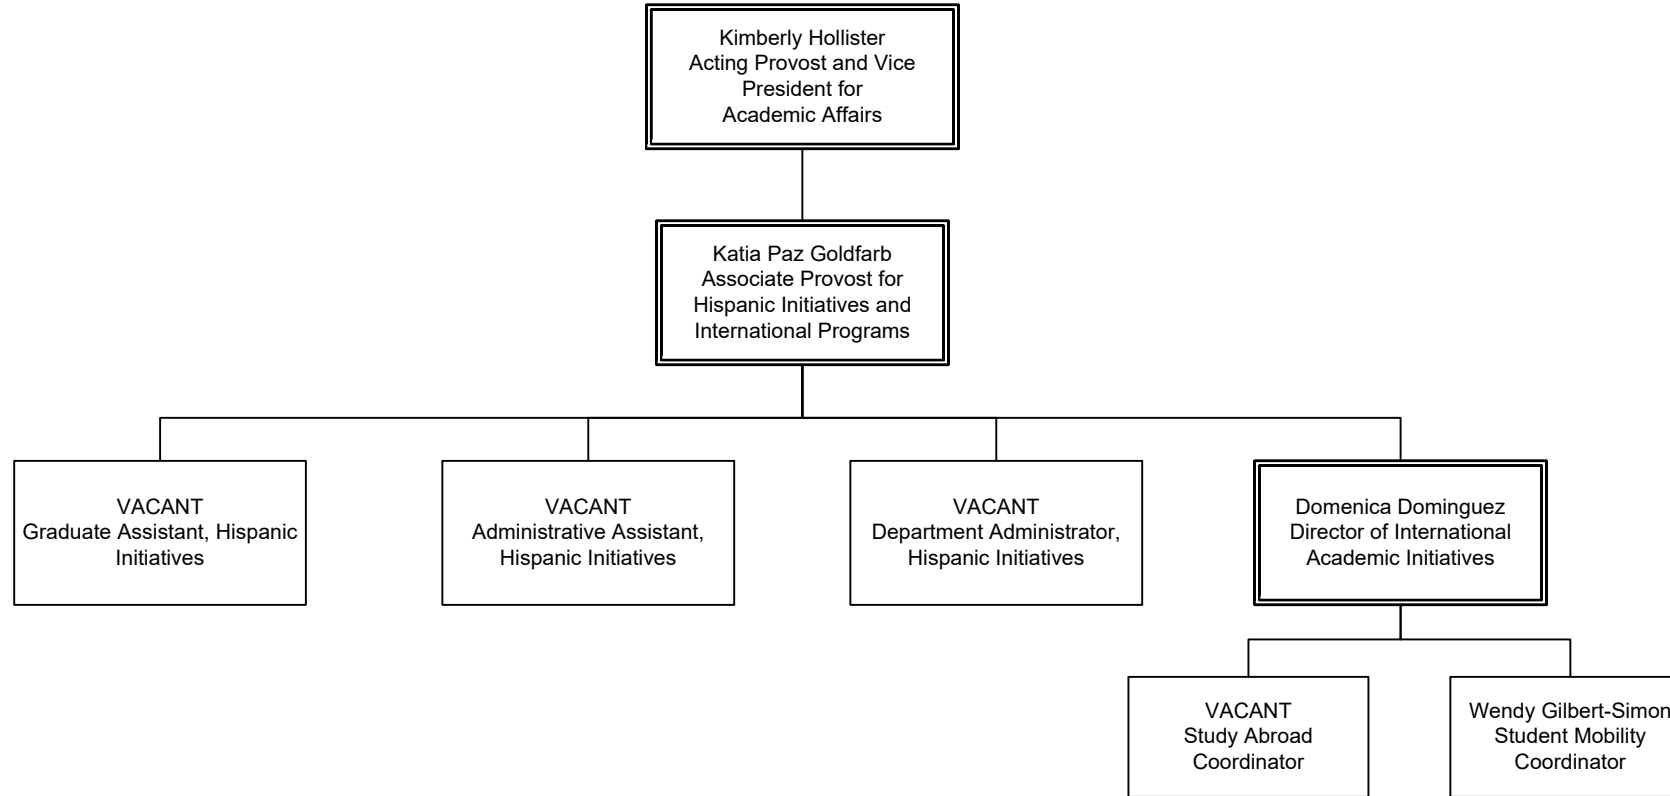 Kimberly Hollister
Acting Provost and Vice
President for
Academic Affairs
Katia Paz Goldfarb
Associate Provost for
Hispanic Initiatives and
International Programs
VACANT
Graduate Assistant, Hispanic
Initiatives
VACANT
Administrative Assistant,
Hispanic Initiatives
VACANT
Department Administrator,
Hispanic Initiatives
Domenica Dominguez
Director of International
Academic Initiatives
VACANT
Study Abroad
Coordinator
Wendy Gilbert-Simon
Student Mobility
Coordinator